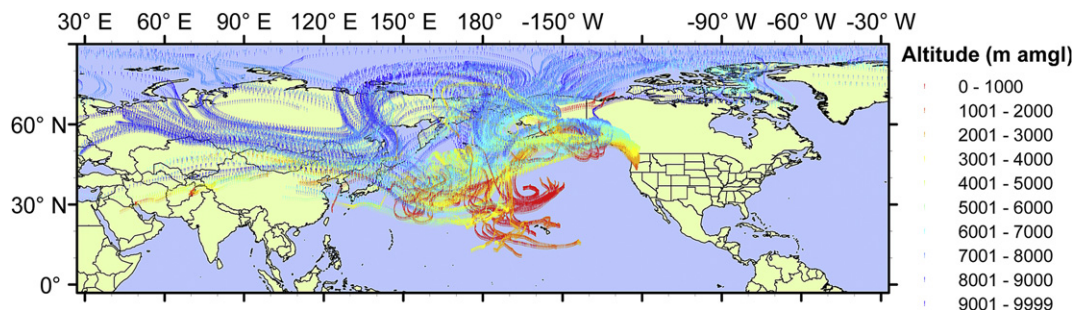 30° E 60° E 90° E 120° E 150° E 180° -150° W -90° W -60° W -30° W
Altitude (m amgl)
0 - 1000
1001 - 2000
2001 - 3000
3001 - 4000
4001 - 5000
5001 - 6000
6001 - 7000
7001 - 8000
8001 - 9000
9001 - 9999
60° N
30° N
0°